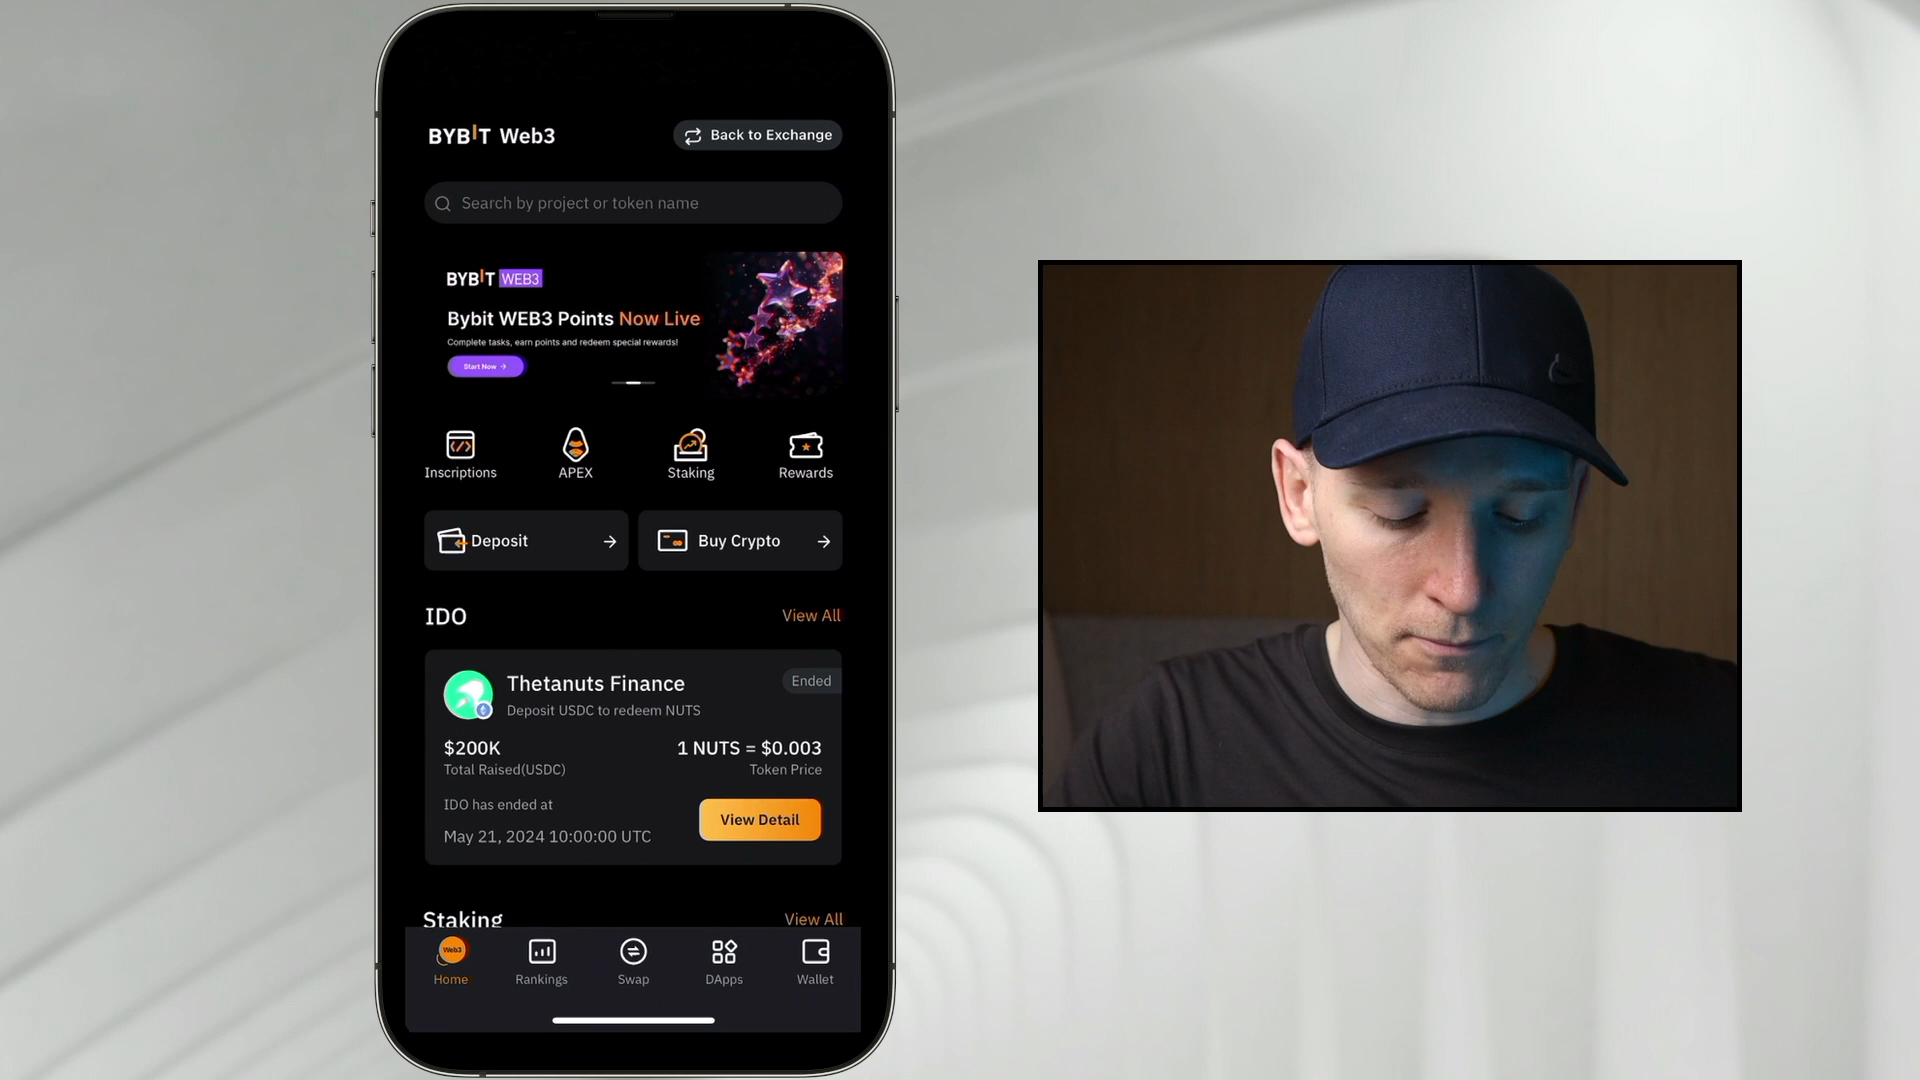 BYBIT Web3
Back to Exchange
Search by project or token name
BYBIT WEB3
Bybit WEB3 Points Now Live
Complete tasks, earn points and redeem special rewards!
Start Now →
Inscriptions
APEX
Staking
Rewards
Deposit
Buy Crypto
IDO
View All
Thetanuts Finance
Ended
Deposit USDC to redeem NUTS
$200K
1 NUTS = $0.003
Total Raised(USDC)
Token Price
IDO has ended at
May 21, 2024 10:00:00 UTC
View Detail
Staking
View All
Web3
Home
Rankings
Swap
DApps
Wallet